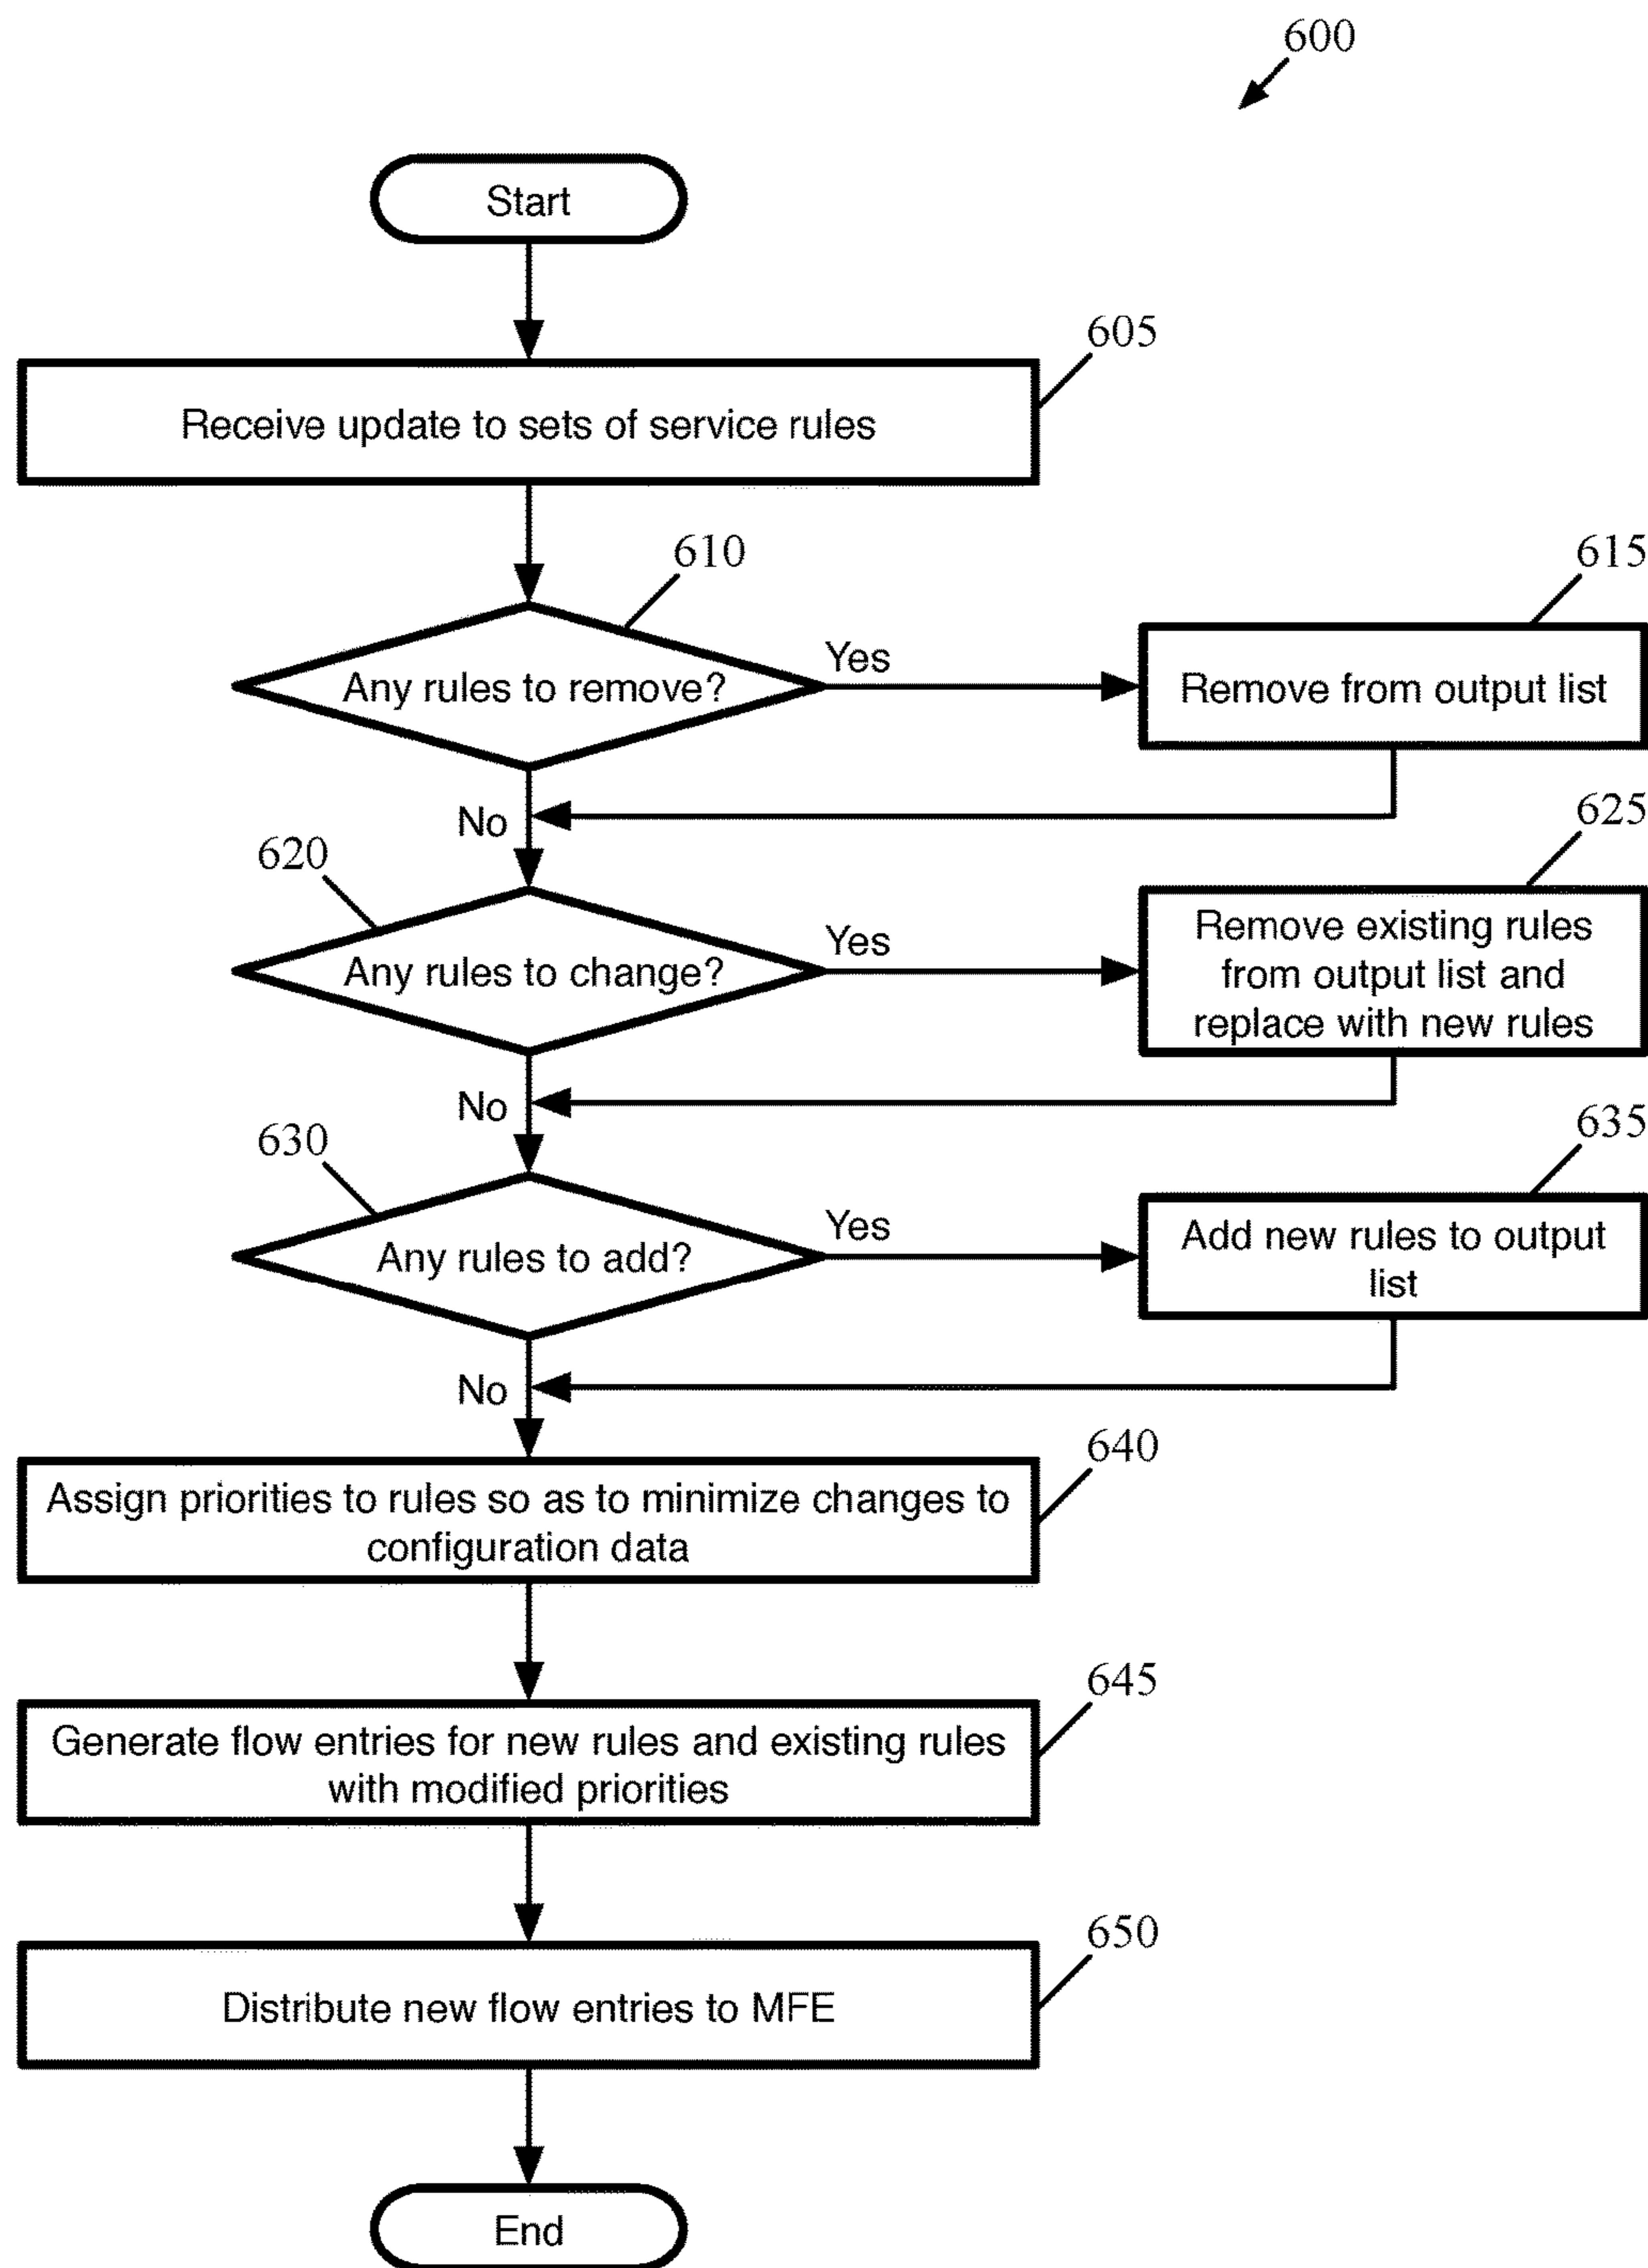 600
Start
605
Receive update to sets of service rules
610
615
Any rules to remove?
Yes
Remove from output list
No
625
620
Any rules to change?
Yes
Remove existing rules
from output list and
replace with new rules
No
635
630
Any rules to add?
Yes
Add new rules to output
list
No
640
Assign priorities to rules so as to minimize changes to
configuration data
645
Generate flow entries for new rules and existing rules
with modified priorities
650
Distribute new flow entries to MFE
End